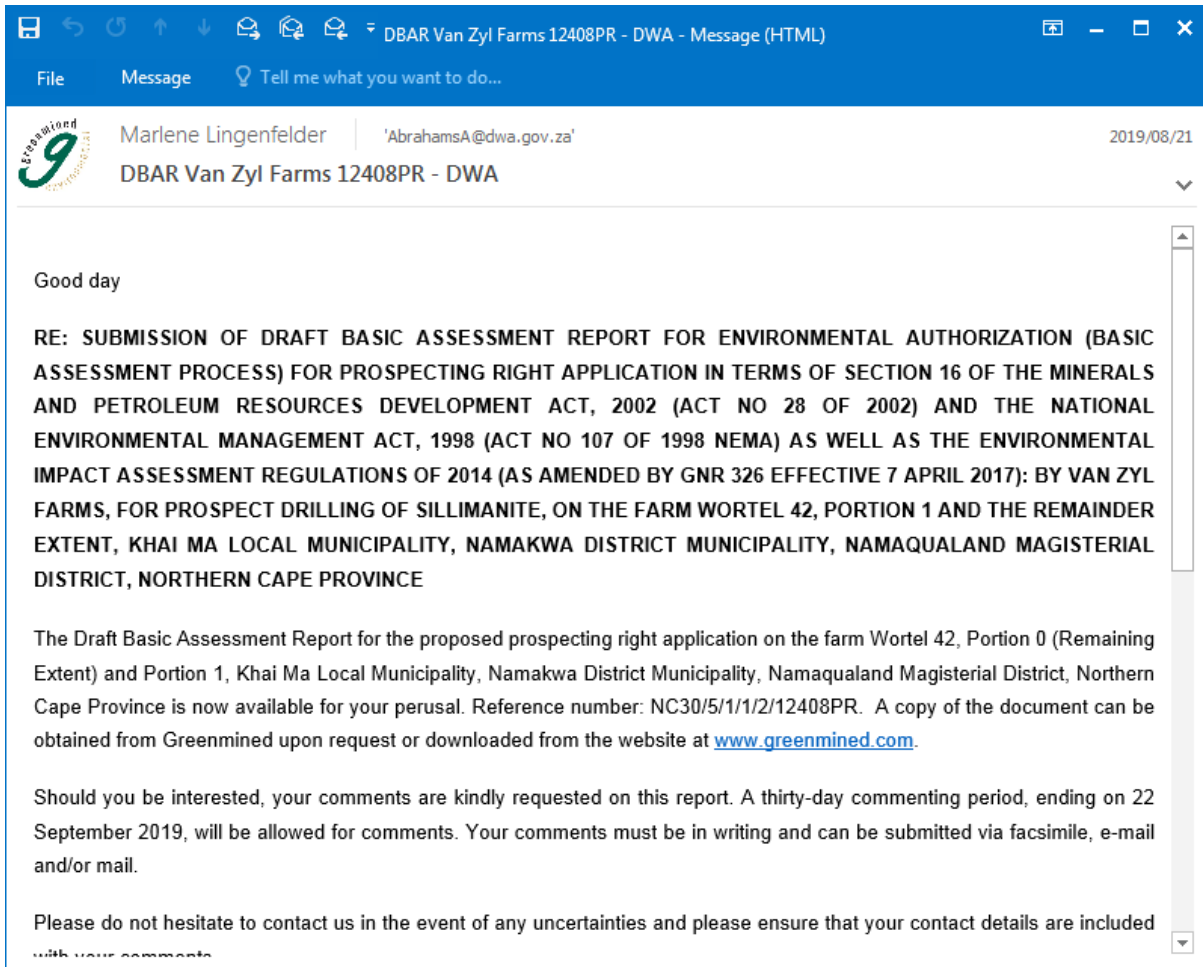 DBAR Van Zyl Farms 12408PR - DWA - Message (HTML)
File Message Tell me what you want to do...
greenmined
Marlene Lingenfelder 'AbrahamsA@dwa.gov.za' 2019/08/21
DBAR Van Zyl Farms 12408PR - DWA
Good day
RE: SUBMISSION OF DRAFT BASIC ASSESSMENT REPORT FOR ENVIRONMENTAL AUTHORIZATION (BASIC
ASSESSMENT PROCESS) FOR PROSPECTING RIGHT APPLICATION IN TERMS OF SECTION 16 OF THE MINERALS
AND PETROLEUM RESOURCES DEVELOPMENT ACT, 2002 (ACT NO 28 OF 2002) AND THE NATIONAL
ENVIRONMENTAL MANAGEMENT ACT, 1998 (ACT NO 107 OF 1998 NEMA) AS WELL AS THE ENVIRONMENTAL
IMPACT ASSESSMENT REGULATIONS OF 2014 (AS AMENDED BY GNR 326 EFFECTIVE 7 APRIL 2017): BY VAN ZYL
FARMS, FOR PROSPECT DRILLING OF SILLIMANITE, ON THE FARM WORTEL 42, PORTION 1 AND THE REMAINDER
EXTENT, KHAI MA LOCAL MUNICIPALITY, NAMAKWA DISTRICT MUNICIPALITY, NAMAQUALAND MAGISTERIAL
DISTRICT, NORTHERN CAPE PROVINCE
The Draft Basic Assessment Report for the proposed prospecting right application on the farm Wortel 42, Portion 0 (Remaining
Extent) and Portion 1, Khai Ma Local Municipality, Namakwa District Municipality, Namaqualand Magisterial District, Northern
Cape Province is now available for your perusal. Reference number: NC30/5/1/1/2/12408PR. A copy of the document can be
obtained from Greenmined upon request or downloaded from the website at www.greenmined.com.
Should you be interested, your comments are kindly requested on this report. A thirty-day commenting period, ending on 22
September 2019, will be allowed for comments. Your comments must be in writing and can be submitted via facsimile, e-mail
and/or mail.
Please do not hesitate to contact us in the event of any uncertainties and please ensure that your contact details are included
with your comments